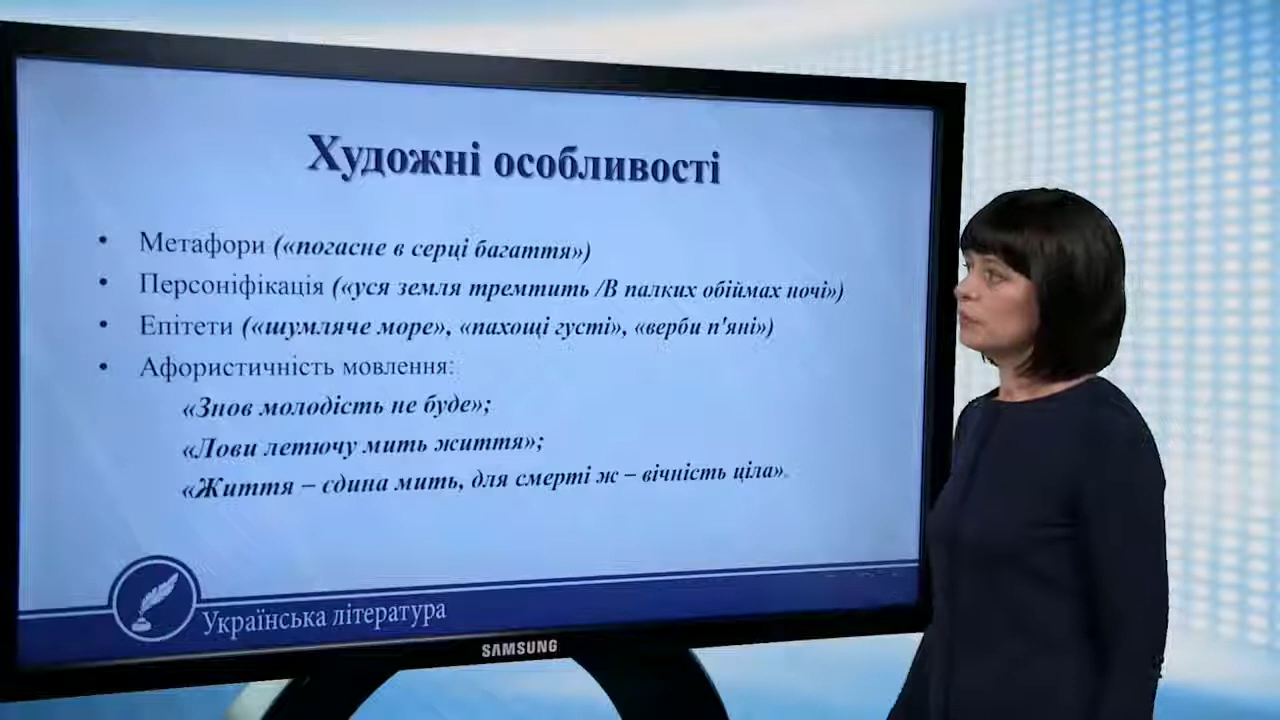 Художні особливості
• Метафори («погасне в серці багаття»)
• Персоніфікація («уся земля тремтить /В палких обіймах ночі»)
• Епітети («шумляче море», «пахощі густі», «верби п'яні»)
• Афористичність мовлення:
«Знов молодість не буде»;
«Лови летючу мить життя»;
«Життя – єдина мить, для смерті ж – вічність ціла».
Українська література
SAMSUNG